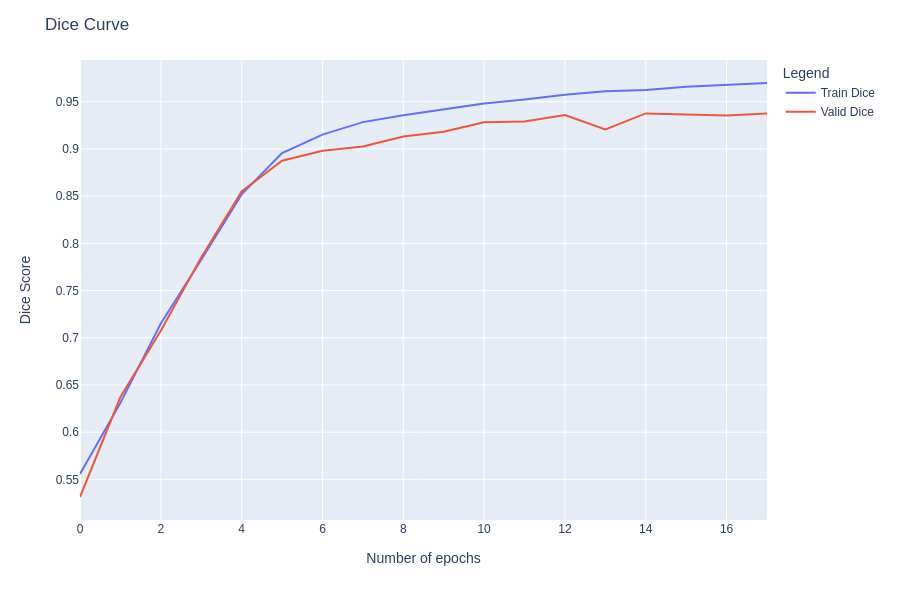 Dice Curve
Legend
Train Dice
Valid Dice
0.95
0.9
0.85
0.8
0.75
0.7
0.65
0.6
0.55
Dice Score
0 2 4 6 8 10 12 14 16
Number of epochs